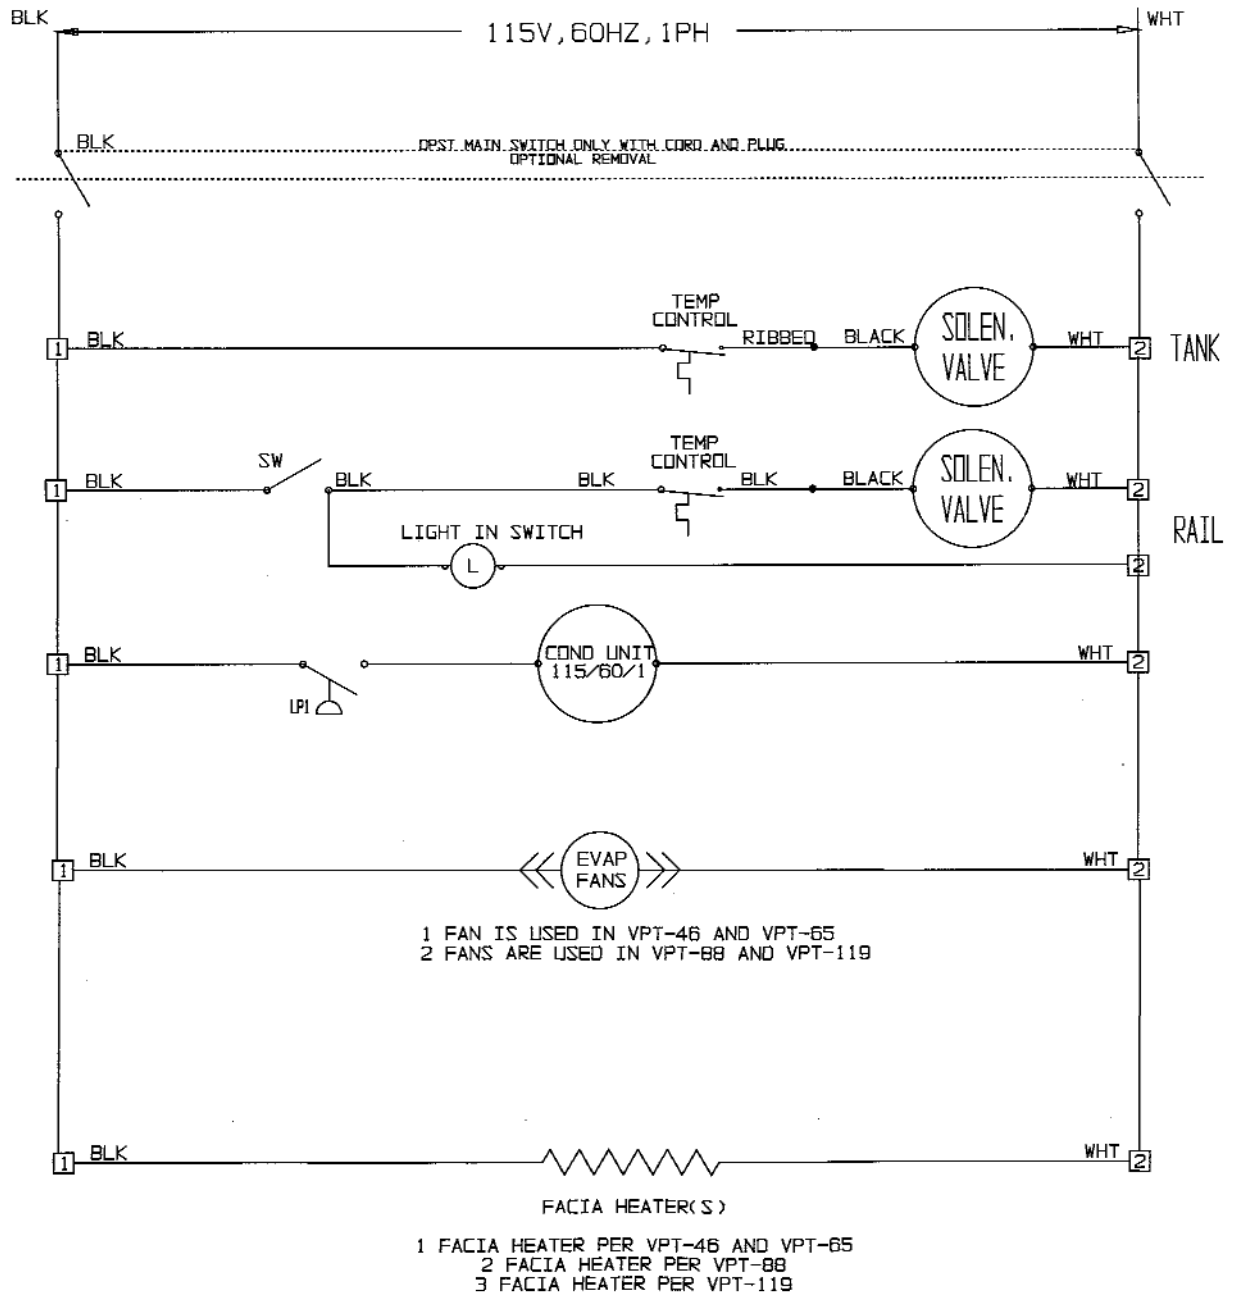 BLK
115V, 60HZ, 1PH
WHT
BLK
DPST MAIN SWITCH ONLY WITH CORD AND PLUG
OPTIONAL REMOVAL
TEMP
CONTROL
1 BLK RIBBED BLACK SOLEN. VALVE WHT 2 TANK
SW
TEMP
CONTROL
1 BLK BLK BLK BLK BLACK SOLEN. VALVE WHT 2
RAIL
LIGHT IN SWITCH
L 2
1 BLK COND UNIT WHT 2
115/60/1
LP1
1 BLK EVAP WHT 2
FANS
1 FAN IS USED IN VPT-46 AND VPT-65
2 FANS ARE USED IN VPT-88 AND VPT-119
1 BLK WHT 2
FACIA HEATER(S)
1 FACIA HEATER PER VPT-46 AND VPT-65
2 FACIA HEATER PER VPT-88
3 FACIA HEATER PER VPT-119